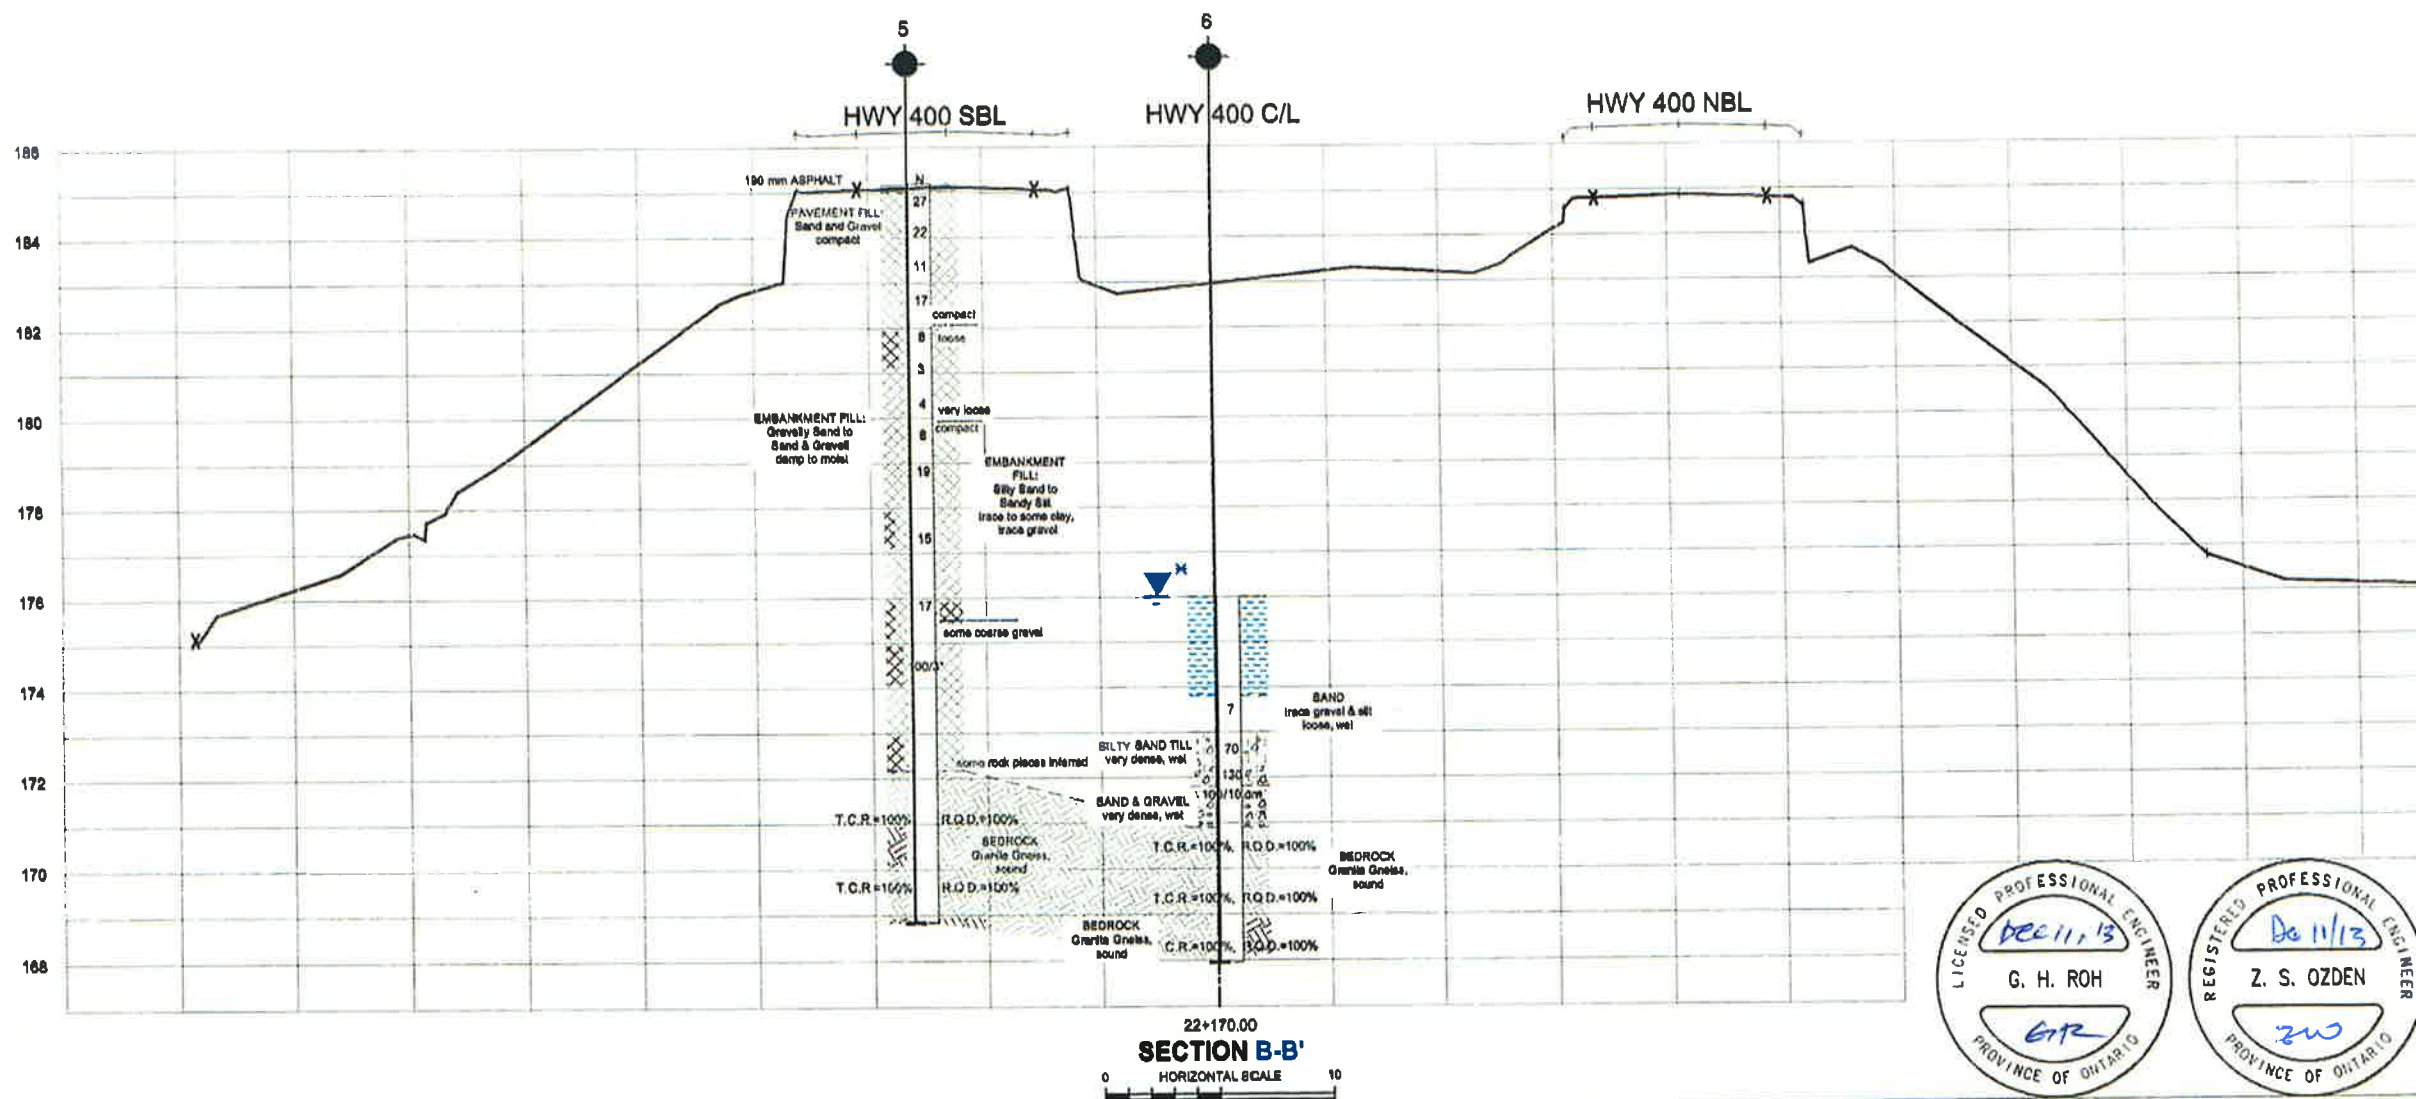 5
6
HWY 400 SBL
HWY 400 C/L
HWY 400 NBL
186
184
182
180
178
176
174
172
170
168
190 mm ASPHALT
N
PAVEMENT FILL:
Sand and Gravel
compact
27
22
11
17
compact
8
loose
3
4
very loose
8
compact
19
15
17
some coarse gravel
100/3"
EMBANKMENT FILL:
Gravelly Sand to
Sand & Gravel
damp to moist
EMBANKMENT
FILL:
Silty Sand to
Sandy Silt
trace to some clay,
trace gravel
some rock pieces inferred
T.C.R.=100% R.Q.D.=100%
BEDROCK
Granite Gneiss,
sound
T.C.R=100% R.Q.D.=100%
BEDROCK
Granite Gneiss,
sound
7
SAND
trace gravel & silt
loose, wet
SILTY SAND TILL
very dense, wet
70
130
SAND & GRAVEL
very dense, wet
100/10cm
T.C.R.=100%, R.Q.D.=100%
BEDROCK
Granite Gneiss,
sound
T.C.R.=100%, R.Q.D.=100%
C.R.=100%, R.Q.D.=100%
22+170.00
SECTION B-B'
0 HORIZONTAL SCALE 10
LICENSED PROFESSIONAL ENGINEER
DEC 11, 13
G. H. ROH
GHR
PROVINCE OF ONTARIO
REGISTERED PROFESSIONAL ENGINEER
Dec 11/13
Z. S. OZDEN
PROVINCE OF ONTARIO